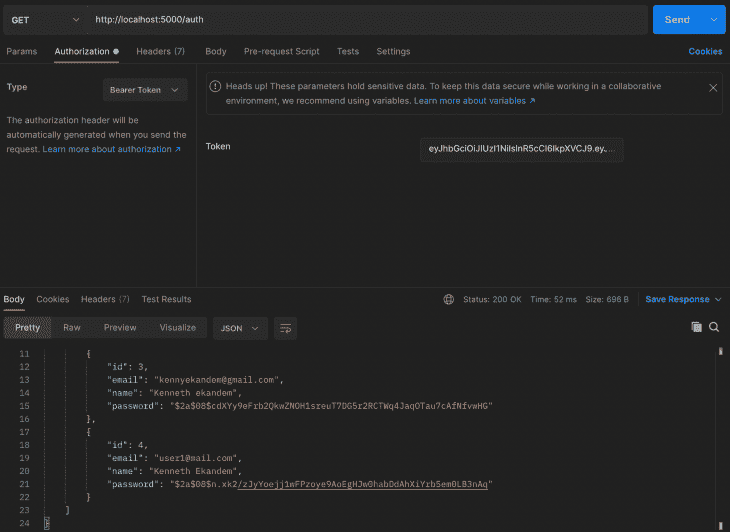 GET http://localhost:5000/auth Send
Params Authorization Headers (7) Body Pre-request Script Tests Settings Cookies
Type Bearer Token
The authorization header will be
automatically generated when you send the
request. Learn more about authorization ↗
Heads up! These parameters hold sensitive data. To keep this data secure while working in a collaborative
environment, we recommend using variables. Learn more about variables ↗
Token eyJhbGciOiJIUzI1NiIsInR5cCI6IkpXVCJ9.ey....
Body Cookies Headers (7) Test Results Status: 200 OK Time: 52 ms Size: 696 B Save Response
Pretty Raw Preview Visualize JSON
11 {
12 "id": 3,
13 "email": "kennyekandem@gmail.com",
14 "name": "Kenneth ekandem",
15 "password": "$2a$08$cdXYy9eFrb2QkwZNOH1sreuT7DG5r2RCTWq4JaqOTau7cAfNfvwHG"
16 },
17 {
18 "id": 4,
19 "email": "user1@mail.com",
20 "name": "Kenneth Ekandem",
21 "password": "$2a$08$n.xk2/zJyYoejj1wFPzoye9AoEgHJw0habDdAhXiYrb5em0LB3nAq"
22 }
23 ]
24 }